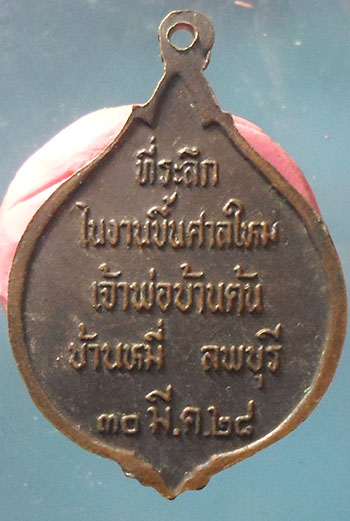 ที่ระลึก
ในงานขึ้นศาลใหม่
เจ้าพ่อบ้านตัน
บ้านหมี่ ลพบุรี
๓๐ มี.ค.๒๘